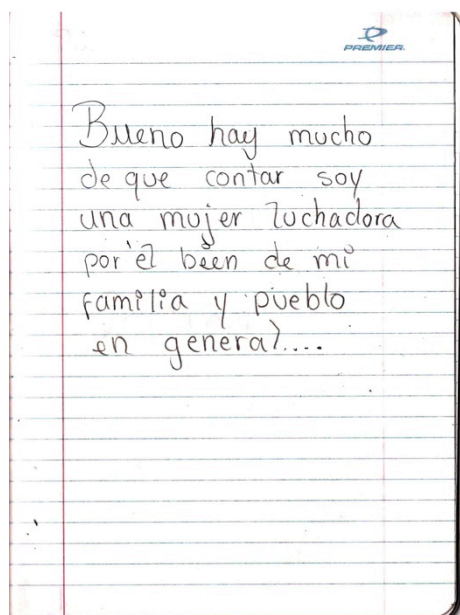 PREMIER
Bueno hay mucho
de que contar soy
una mujer luchadora
por el been de mi
familia y pueblo
en general....